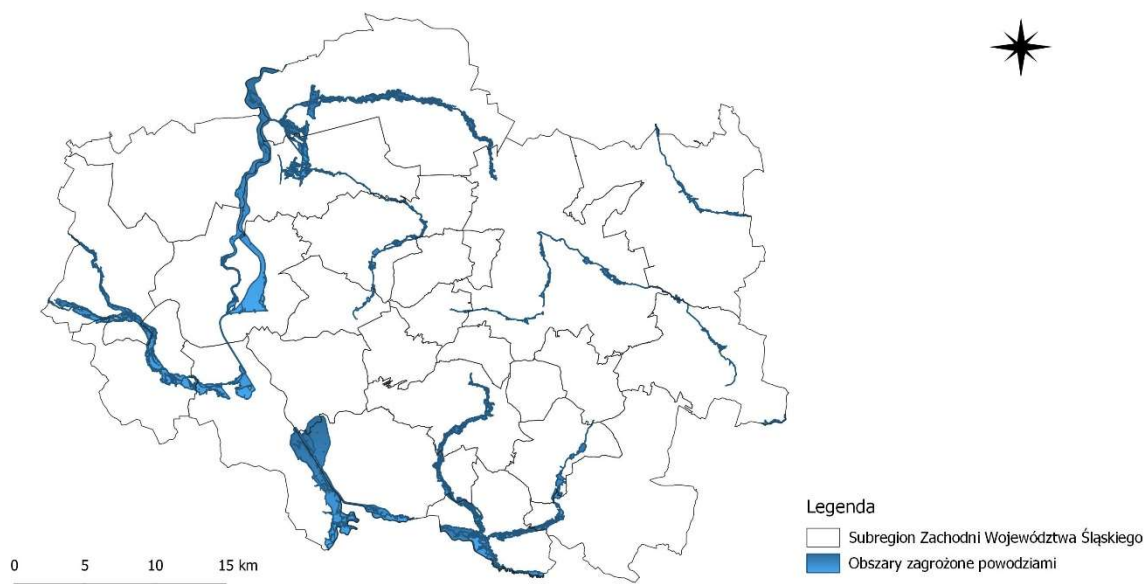 Legenda
Subregion Zachodni Województwa Śląskiego
Obszary zagrożone powodziami
0 5 10 15 km